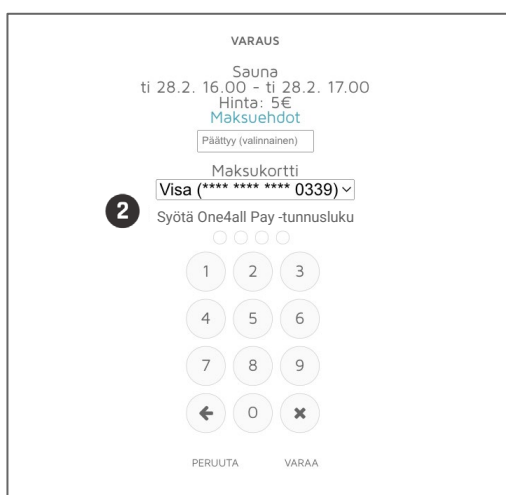 VARAUS
Sauna
ti 28.2. 16.00 - ti 28.2. 17.00
Hinta: 5€
Maksuehdot
Päättyy (valinnainen)
Maksukortti
Visa (**** **** **** 0339)
2
Syötä One4all Pay -tunnusluku
1 2 3
4 5 6
7 8 9
0
PERUUTA VARAA